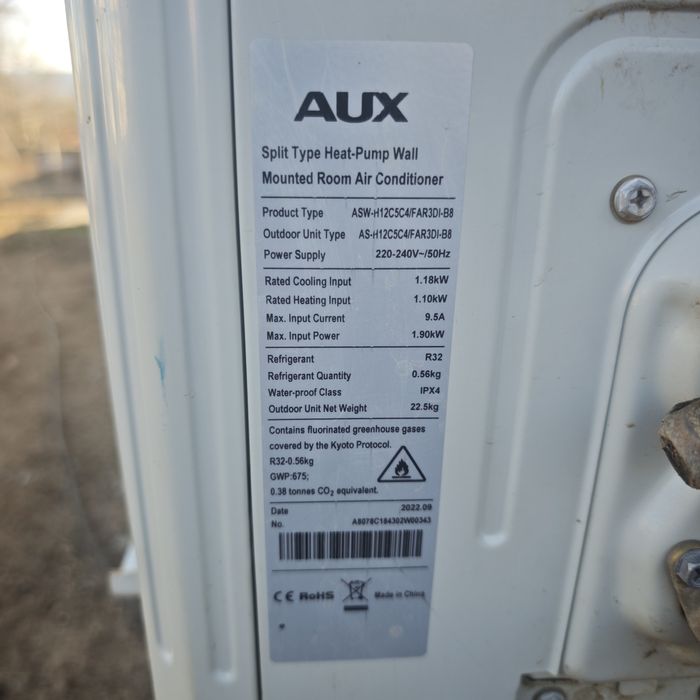 AUX
Split Type Heat-Pump Wall
Mounted Room Air Conditioner
Product Type ASW-H12C5C4/FAR3DI-B8
Outdoor Unit Type AS-H12C5C4/FAR3DI-B8
Power Supply 220-240V~/50Hz
Rated Cooling Input 1.18kW
Rated Heating Input 1.10kW
Max. Input Current 9.5A
Max. Input Power 1.90kW
Refrigerant R32
Refrigerant Quantity 0.56kg
Water-proof Class IPX4
Outdoor Unit Net Weight 22.5kg
Contains fluorinated greenhouse gases
covered by the Kyoto Protocol.
R32-0.56kg
GWP:675;
0.38 tonnes CO₂ equivalent.
Date 2022.09
No. A8078C184302W00343
CE RoHS Made in China